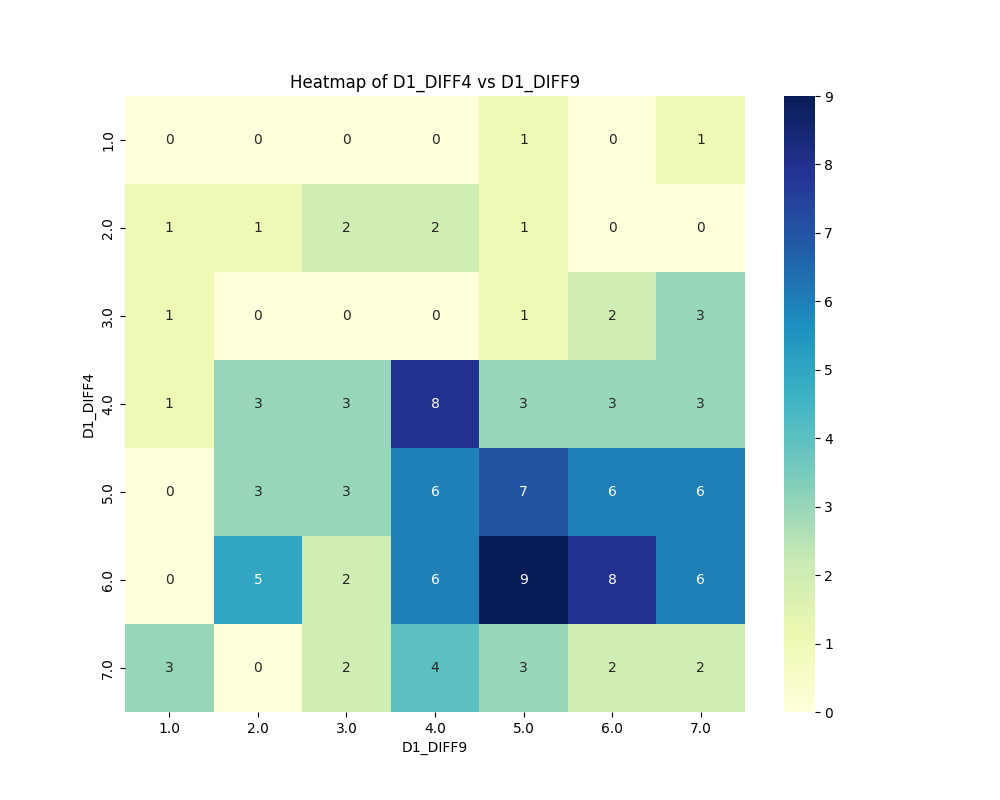 Heatmap of D1_DIFF4 vs D1_DIFF9
1.0 0 0 0 0 1 0 1
2.0 1 1 2 2 1 0 0
3.0 1 0 0 0 1 2 3
4.0 1 3 3 8 3 3 3
5.0 0 3 3 6 7 6 6
6.0 0 5 2 6 9 8 6
7.0 3 0 2 4 3 2 2
1.0 2.0 3.0 4.0 5.0 6.0 7.0
D1_DIFF9
D1_DIFF4
9
8
7
6
5
4
3
2
1
0